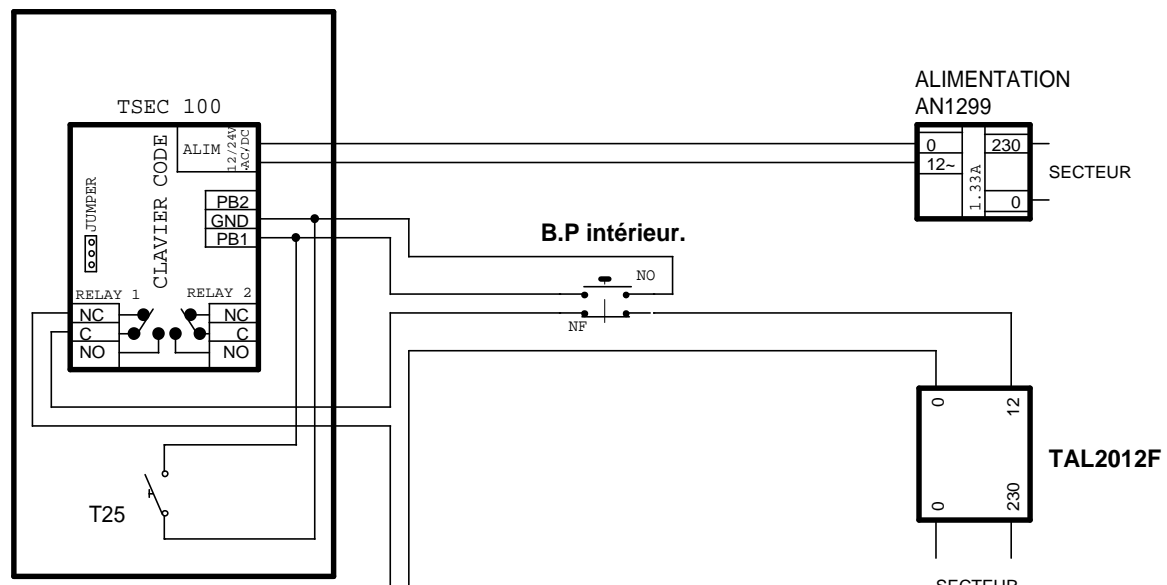 ALIMENTATION
AN1299
TSEC 100
ALIM
12/24V
AC/DC
0
230
12~
1.33A
0
SECTEUR
JUMPER
CLAVIER CODE
PB2
GND
PB1
B.P intérieur.
NO
NF
RELAY 1
RELAY 2
NC
NC
C
C
NO
NO
0
12
TAL2012F
0
230
T25
SECTEUR